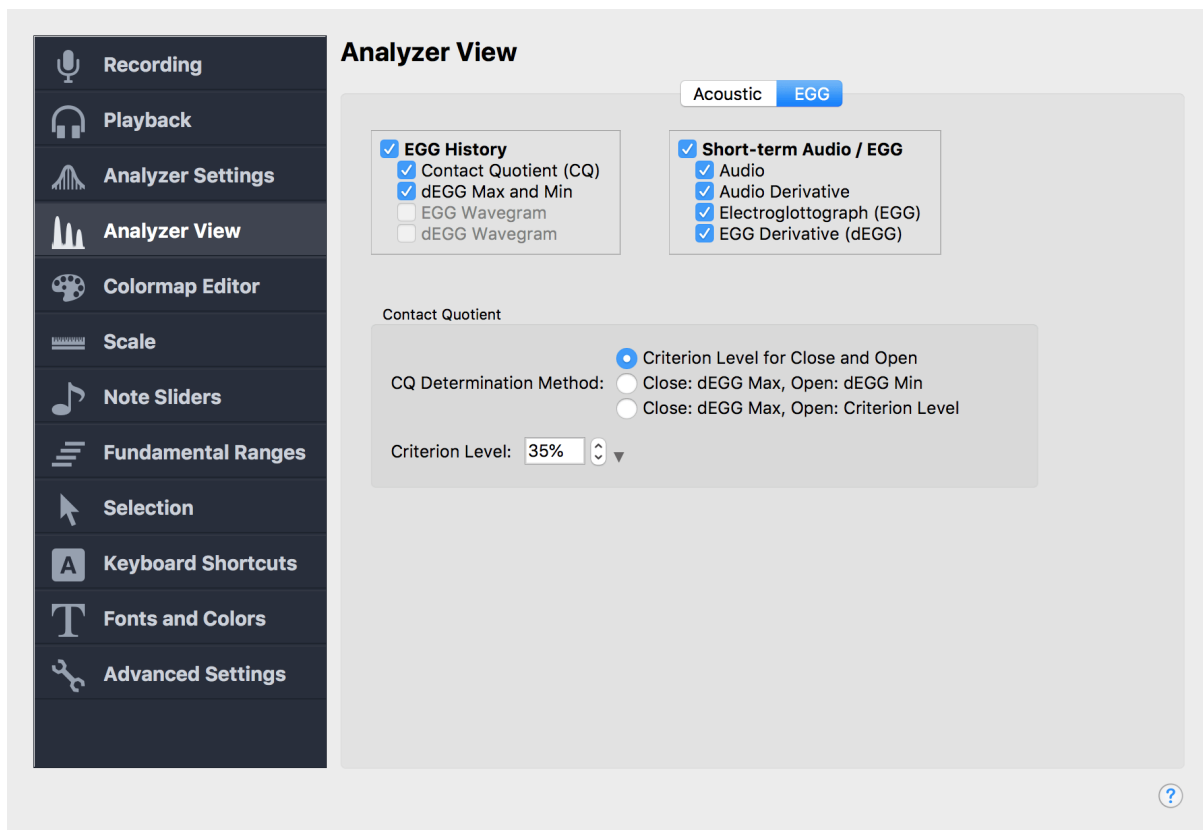 Recording
Playback
Analyzer Settings
Analyzer View
Colormap Editor
Scale
Note Sliders
Fundamental Ranges
Selection
A
Keyboard Shortcuts
T
Fonts and Colors
Advanced Settings
Analyzer View
Acoustic
EGG
EGG History
Contact Quotient (CQ)
dEGG Max and Min
EGG Wavegram
dEGG Wavegram
Short-term Audio / EGG
Audio
Audio Derivative
Electroglottograph (EGG)
EGG Derivative (dEGG)
Contact Quotient
CQ Determination Method:
Criterion Level for Close and Open
Close: dEGG Max, Open: dEGG Min
Close: dEGG Max, Open: Criterion Level
Criterion Level: 35%
?